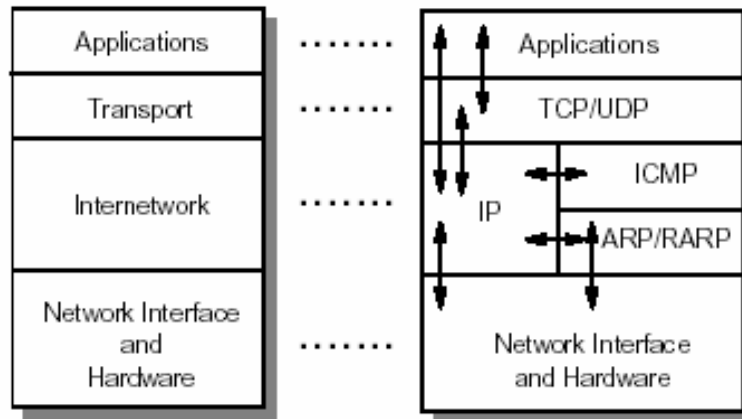 Applications
Transport
Internetwork
Network Interface
and
Hardware
Applications
TCP/UDP
ICMP
IP
ARP/RARP
Network Interface
and Hardware